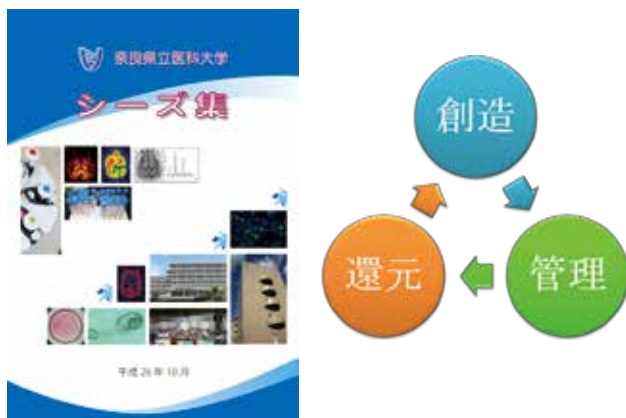 奈良県立医科大学
シーズ集
平成26年10月
創造
還元
管理